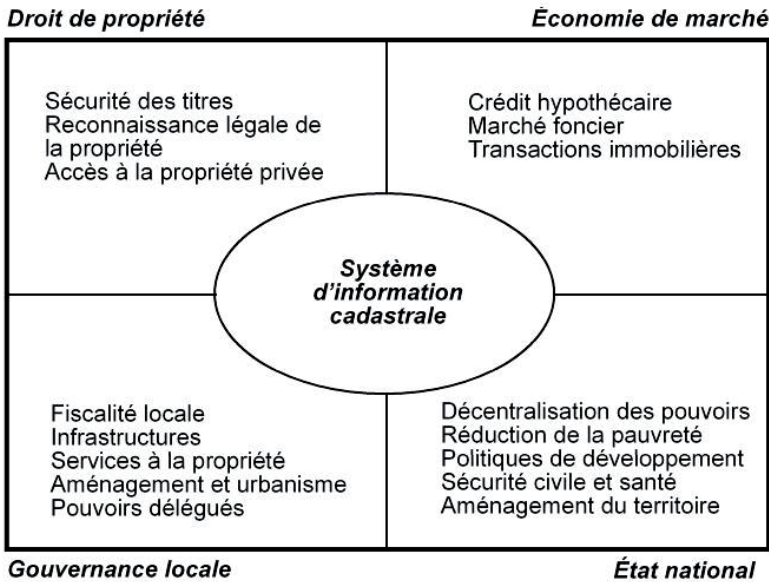 Droit de propriété
Économie de marché
Sécurité des titres
Reconnaissance légale de
la propriété
Accès à la propriété privée
Crédit hypothécaire
Marché foncier
Transactions immobilières
Système
d'information
cadastrale
Fiscalité locale
Infrastructures
Services à la propriété
Aménagement et urbanisme
Pouvoirs délégués
Décentralisation des pouvoirs
Réduction de la pauvreté
Politiques de développement
Sécurité civile et santé
Aménagement du territoire
Gouvernance locale
État national